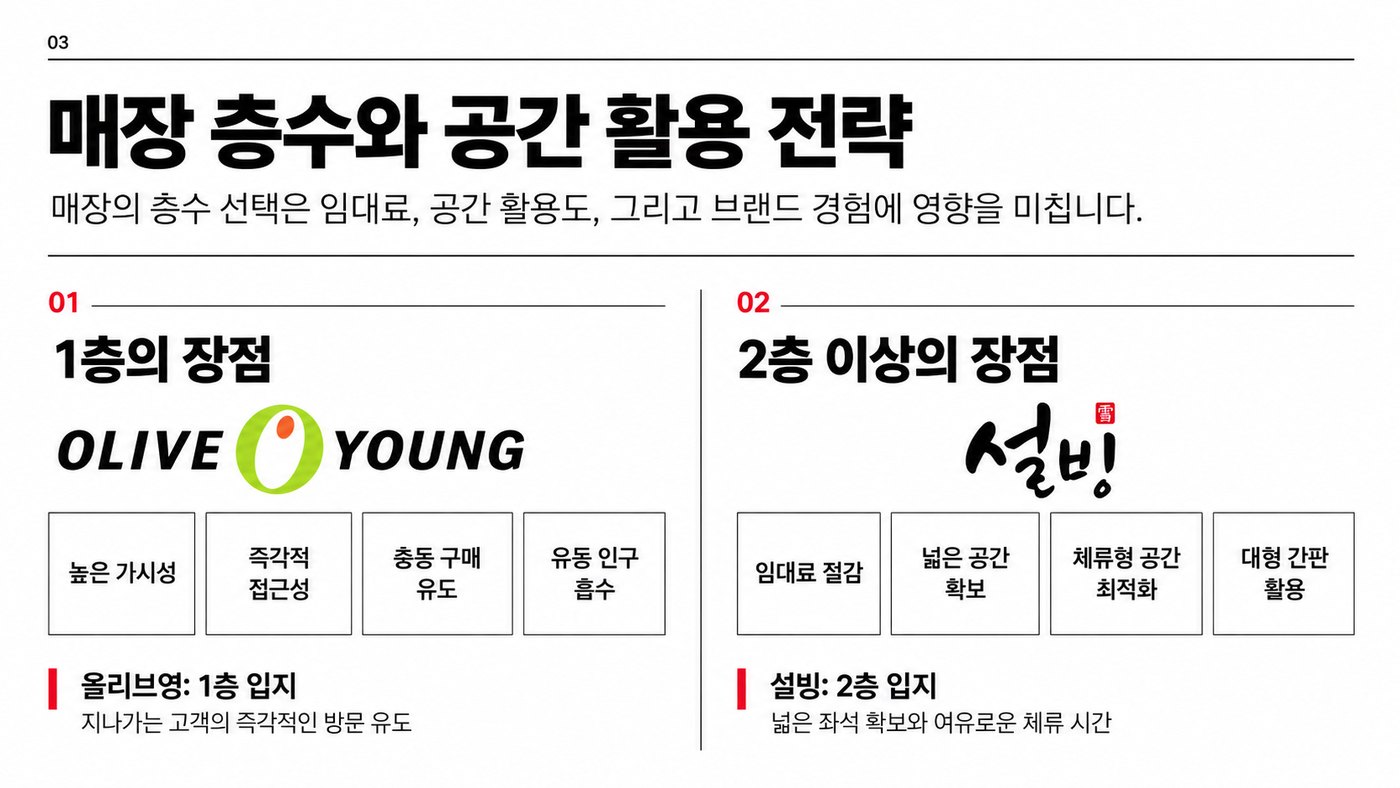 03
매장 층수와 공간 활용 전략
매장의 층수 선택은 임대료, 공간 활용도, 그리고 브랜드 경험에 영향을 미칩니다.
01
1층의 장점
OLIVE YOUNG
높은 가시성
즉각적
접근성
충동 구매
유도
유동 인구
흡수
올리브영: 1층 입지
지나가는 고객의 즉각적인 방문 유도
02
2층 이상의 장점
설빙
雪
임대료 절감
넓은 공간
확보
체류형 공간
최적화
대형 간판
활용
설빙: 2층 입지
넓은 좌석 확보와 여유로운 체류 시간